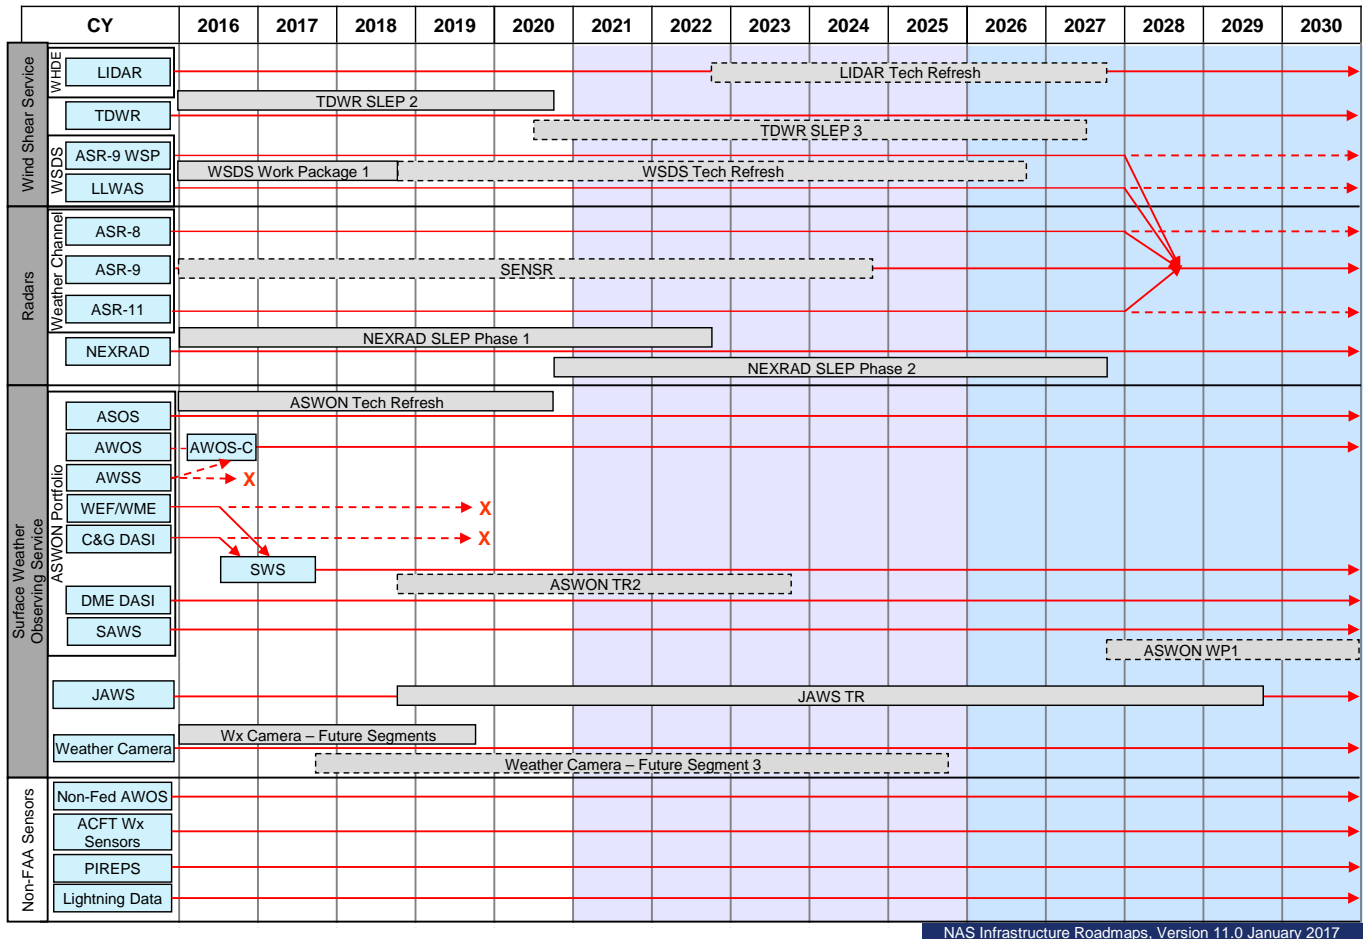 CY 2016 2017 2018 2019 2020 2021 2022 2023 2024 2025 2026 2027 2028 2029 2030
Wind Shear Service
WHDE
LIDAR
LIDAR Tech Refresh
TDWR SLEP 2
TDWR
TDWR SLEP 3
WSDS
ASR-9 WSP
WSDS Work Package 1
WSDS Tech Refresh
LLWAS
Radars
Weather Channel
ASR-8
ASR-9
SENSR
ASR-11
NEXRAD SLEP Phase 1
NEXRAD
NEXRAD SLEP Phase 2
Surface Weather
Observing Service
ASWON Portfolio
ASWON Tech Refresh
ASOS
AWOS
AWOS-C
AWSS
X
WEF/WME
X
C&G DASI
X
SWS
ASWON TR2
DME DASI
SAWS
ASWON WP1
JAWS
JAWS TR
Wx Camera – Future Segments
Weather Camera
Weather Camera – Future Segment 3
Non-FAA Sensors
Non-Fed AWOS
ACFT Wx
Sensors
PIREPS
Lightning Data
NAS Infrastructure Roadmaps, Version 11.0 January 2017